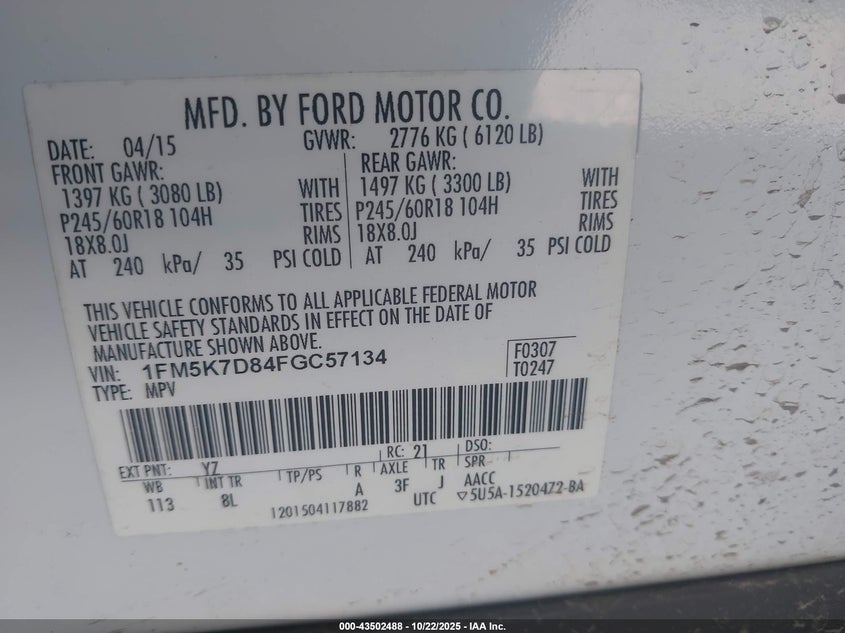 MFD. BY FORD MOTOR CO.
DATE: 04/15 GVWR: 2776 KG ( 6120 LB)
FRONT GAWR: REAR GAWR:
1397 KG ( 3080 LB) WITH 1497 KG ( 3300 LB) WITH
P245/60R18 104H TIRES P245/60R18 104H TIRES
18X8.0J RIMS 18X8.0J RIMS
AT 240 kPa/ 35 PSI COLD AT 240 kPa/ 35 PSI COLD
THIS VEHICLE CONFORMS TO ALL APPLICABLE FEDERAL MOTOR
VEHICLE SAFETY STANDARDS IN EFFECT ON THE DATE OF
MANUFACTURE SHOWN ABOVE.
VIN: 1FM5K7D84FGC57134 F0307
TYPE: MPV T0247
EXT PNT: YZ RC: 21 DSO:
WB INT TR TP/PS R AXLE TR SPR
113 8L A 3F J AACC
1201504117882 UTC ▽5U5A-1520472-BA
000-43502488 - 10/22/2025 - IAA Inc.